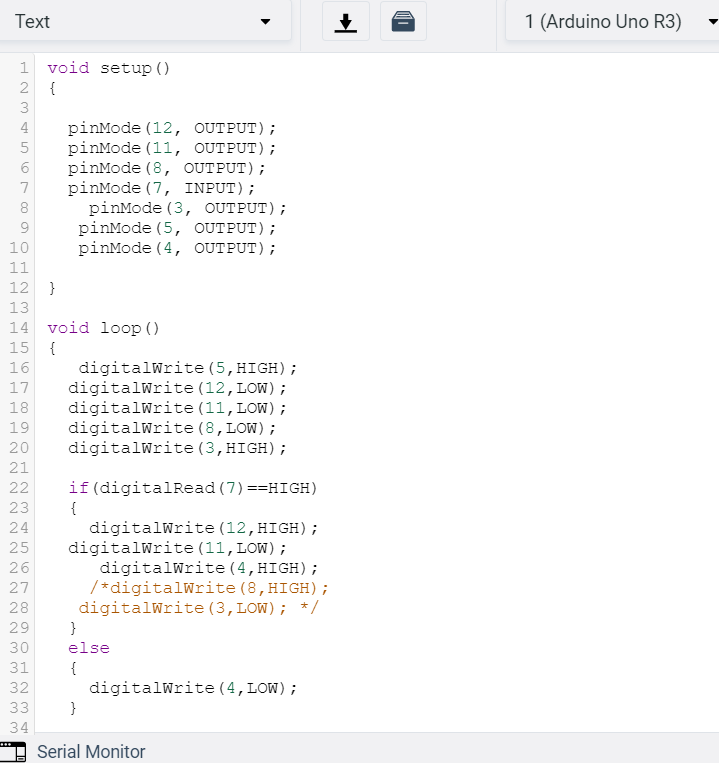 Text
1 (Arduino Uno R3)
1 void setup()
2 {
3
4 pinMode(12, OUTPUT);
5 pinMode(11, OUTPUT);
6 pinMode(8, OUTPUT);
7 pinMode(7, INPUT);
8 pinMode(3, OUTPUT);
9 pinMode(5, OUTPUT);
10 pinMode(4, OUTPUT);
11
12 }
13
14 void loop()
15 {
16 digitalWrite(5,HIGH);
17 digitalWrite(12,LOW);
18 digitalWrite(11,LOW);
19 digitalWrite(8,LOW);
20 digitalWrite(3,HIGH);
21
22 if(digitalRead(7)==HIGH)
23 {
24 digitalWrite(12,HIGH);
25 digitalWrite(11,LOW);
26 digitalWrite(4,HIGH);
27 /*digitalWrite(8,HIGH);
28 digitalWrite(3,LOW); */
29 }
30 else
31 {
32 digitalWrite(4,LOW);
33 }
34
Serial Monitor